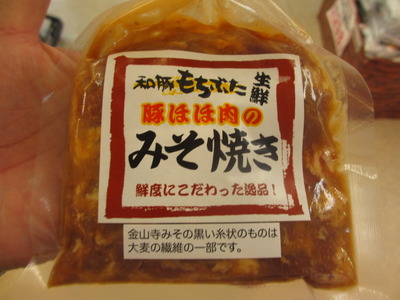 和豚もちぶた
生鮮
豚ほほ肉の
みそ焼き
鮮度にこだわった逸品！
金山寺みその黒い糸状のものは
大麦の繊維の一部です。